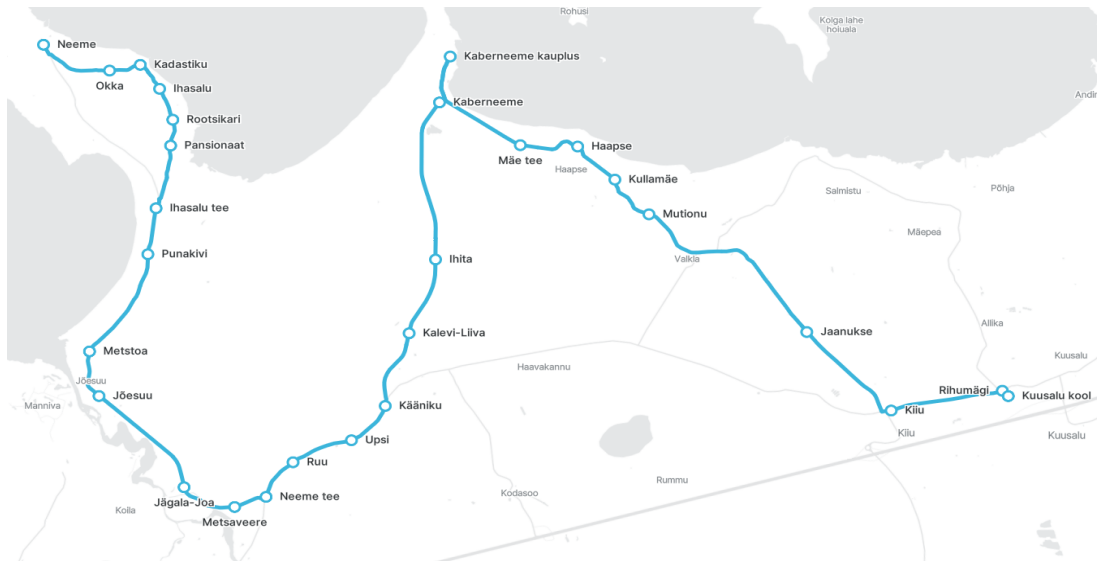 Rohusi
Kolga lahe
hoiuala
Neeme
Kaberneeme kauplus
Kadastiku
Okka
Ihasalu
Andin
Kaberneeme
Rootsikari
Pansionaat
Haapse
Mäe tee
Haapse
Kullamäe
Salmistu
Põhja
Ihasalu tee
Mutionu
Mäepea
Punakivi
Ihita
Valkla
Allika
Kalevi-Liiva
Jaanukse
Metstoa
Kuusalu
Haavakannu
Jõesuu
Rihumägi
Jõesuu
Kuusalu kool
Manniva
Kääniku
Kiiu
Kiiu
Kuusalu
Upsi
Ruu
Rummu
Kodasoo
Neeme tee
Jägala-Joa
Koila
Metsaveere